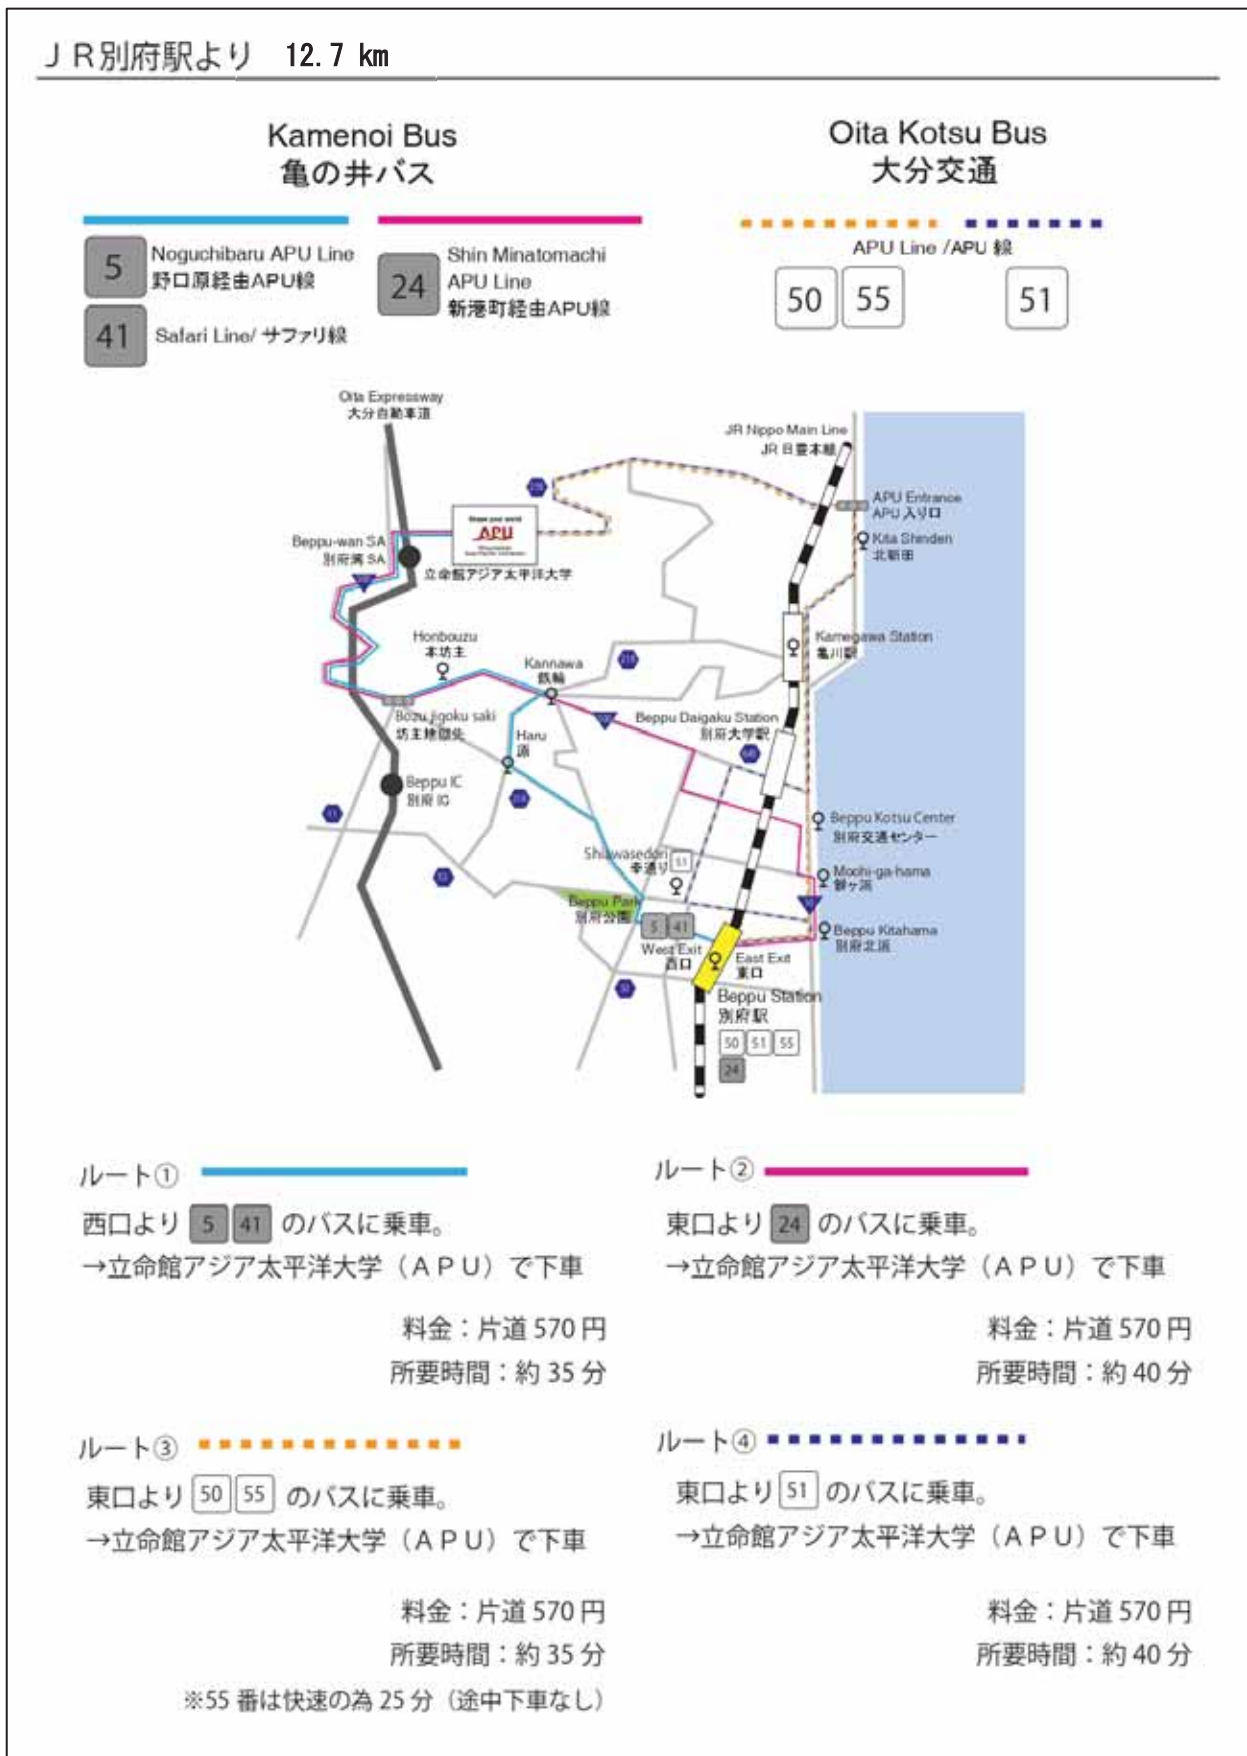 ＪＲ別府駅より 12.7 km
Kamenoi Bus
亀の井バス
Oita Kotsu Bus
大分交通
5
Noguchibaru APU Line
野口原経由APU線
41
Safari Line/ サファリ線
24
Shin Minatomachi
APU Line
新港町経由APU線
APU Line /APU 線
50 55
51
Oita Expressway
大分自動車道
JR Nippo Main Line
JR 日豊本線
APU Entrance
APU 入り口
Kita Shinden
北新田
Shape your world
APU
立命館アジア太平洋大学
Beppu-wan SA
別府湾 SA
Kamegawa Station
亀川駅
Honbouzu
本坊主
Kannawa
鉄輪
218
Bozu jigoku saki
坊主地獄先
Haru
原
Beppu Daigaku Station
別府大学駅
Beppu IC
別府 IC
Beppu Kotsu Center
別府交通センター
Shiawasedori
幸通り
51
Mochi-ga-hama
餅ヶ浜
Beppu Park
別府公園
5 41
West Exit
西口
East Exit
東口
Beppu Kitahama
別府北浜
Beppu Station
別府駅
50 51 55
24
ルート①
西口より 5 41 のバスに乗車。
→立命館アジア太平洋大学（ＡＰＵ）で下車
料金：片道 570 円
所要時間：約 35 分
ルート②
東口より 24 のバスに乗車。
→立命館アジア太平洋大学（ＡＰＵ）で下車
料金：片道 570 円
所要時間：約 40 分
ルート③
東口より 50 55 のバスに乗車。
→立命館アジア太平洋大学（ＡＰＵ）で下車
料金：片道 570 円
所要時間：約 35 分
※55 番は快速の為 25 分（途中下車なし）
ルート④
東口より 51 のバスに乗車。
→立命館アジア太平洋大学（ＡＰＵ）で下車
料金：片道 570 円
所要時間：約 40 分